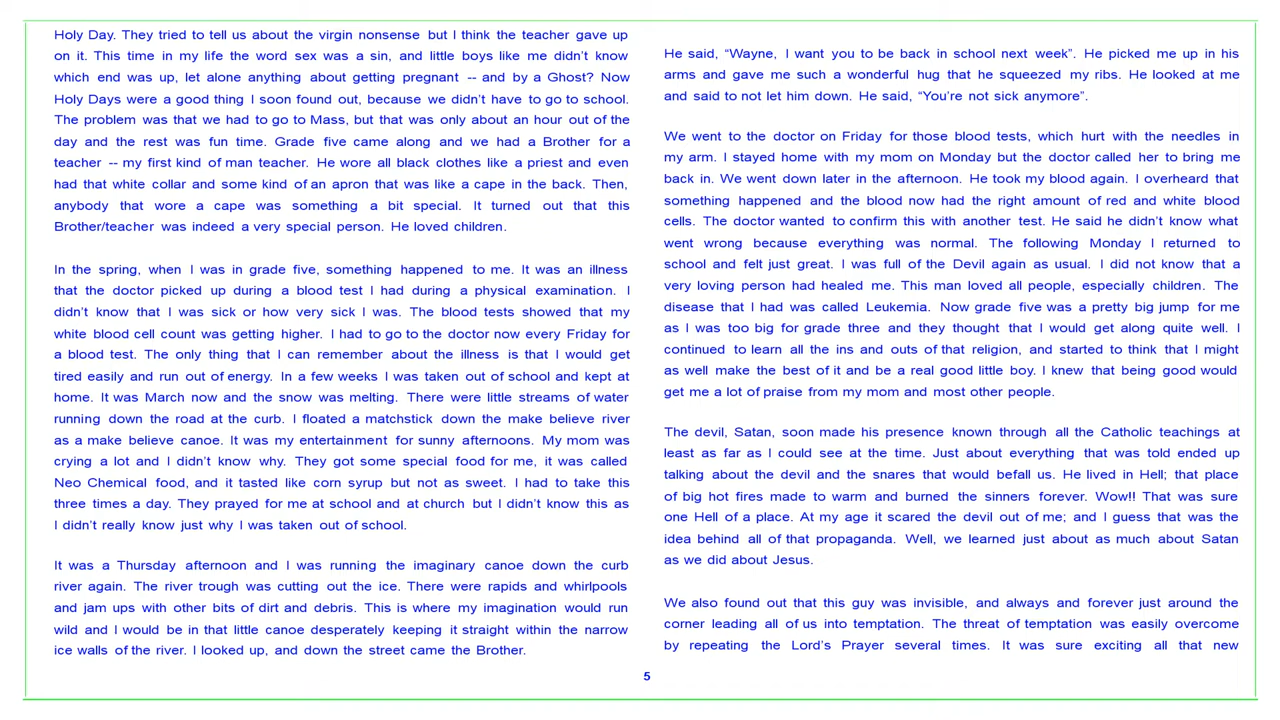 Holy Day. They tried to tell us about the virgin nonsense but I think the teacher gave up
on it. This time in my life the word sex was a sin, and little boys like me didn't know
which end was up, let alone anything about getting pregnant -- and by a Ghost? Now
Holy Days were a good thing I soon found out, because we didn't have to go to school.
The problem was that we had to go to Mass, but that was only about an hour out of the
day and the rest was fun time. Grade five came along and we had a Brother for a
teacher -- my first kind of man teacher. He wore all black clothes like a priest and even
had that white collar and some kind of an apron that was like a cape in the back. Then,
anybody that wore a cape was something a bit special. It turned out that this
Brother/teacher was indeed a very special person. He loved children.
In the spring, when I was in grade five, something happened to me. It was an illness
that the doctor picked up during a blood test I had during a physical examination. I
didn't know that I was sick or how very sick I was. The blood tests showed that my
white blood cell count was getting higher. I had to go to the doctor now every Friday for
a blood test. The only thing that I can remember about the illness is that I would get
tired easily and run out of energy. In a few weeks I was taken out of school and kept at
home. It was March now and the snow was melting. There were little streams of water
running down the road at the curb. I floated a matchstick down the make believe river
as a make believe canoe. It was my entertainment for sunny afternoons. My mom was
crying a lot and I didn't know why. They got some special food for me, it was called
Neo Chemical food, and it tasted like corn syrup but not as sweet. I had to take this
three times a day. They prayed for me at school and at church but I didn't know this as
I didn't really know just why I was taken out of school.
It was a Thursday afternoon and I was running the imaginary canoe down the curb
river again. The river trough was cutting out the ice. There were rapids and whirlpools
and jam ups with other bits of dirt and debris. This is where my imagination would run
wild and I would be in that little canoe desperately keeping it straight within the narrow
ice walls of the river. I looked up, and down the street came the Brother.
He said, “Wayne, I want you to be back in school next week”. He picked me up in his
arms and gave me such a wonderful hug that he squeezed my ribs. He looked at me
and said to not let him down. He said, “You're not sick anymore”.
We went to the doctor on Friday for those blood tests, which hurt with the needles in
my arm. I stayed home with my mom on Monday but the doctor called her to bring me
back in. We went down later in the afternoon. He took my blood again. I overheard that
something happened and the blood now had the right amount of red and white blood
cells. The doctor wanted to confirm this with another test. He said he didn't know what
went wrong because everything was normal. The following Monday I returned to
school and felt just great. I was full of the Devil again as usual. I did not know that a
very loving person had healed me. This man loved all people, especially children. The
disease that I had was called Leukemia. Now grade five was a pretty big jump for me
as I was too big for grade three and they thought that I would get along quite well. I
continued to learn all the ins and outs of that religion, and started to think that I might
as well make the best of it and be a real good little boy. I knew that being good would
get me a lot of praise from my mom and most other people.
The devil, Satan, soon made his presence known through all the Catholic teachings at
least as far as I could see at the time. Just about everything that was told ended up
talking about the devil and the snares that would befall us. He lived in Hell; that place
of big hot fires made to warm and burned the sinners forever. Wow!! That was sure
one Hell of a place. At my age it scared the devil out of me; and I guess that was the
idea behind all of that propaganda. Well, we learned just about as much about Satan
as we did about Jesus.
We also found out that this guy was invisible, and always and forever just around the
corner leading all of us into temptation. The threat of temptation was easily overcome
by repeating the Lord's Prayer several times. It was sure exciting all that new
5